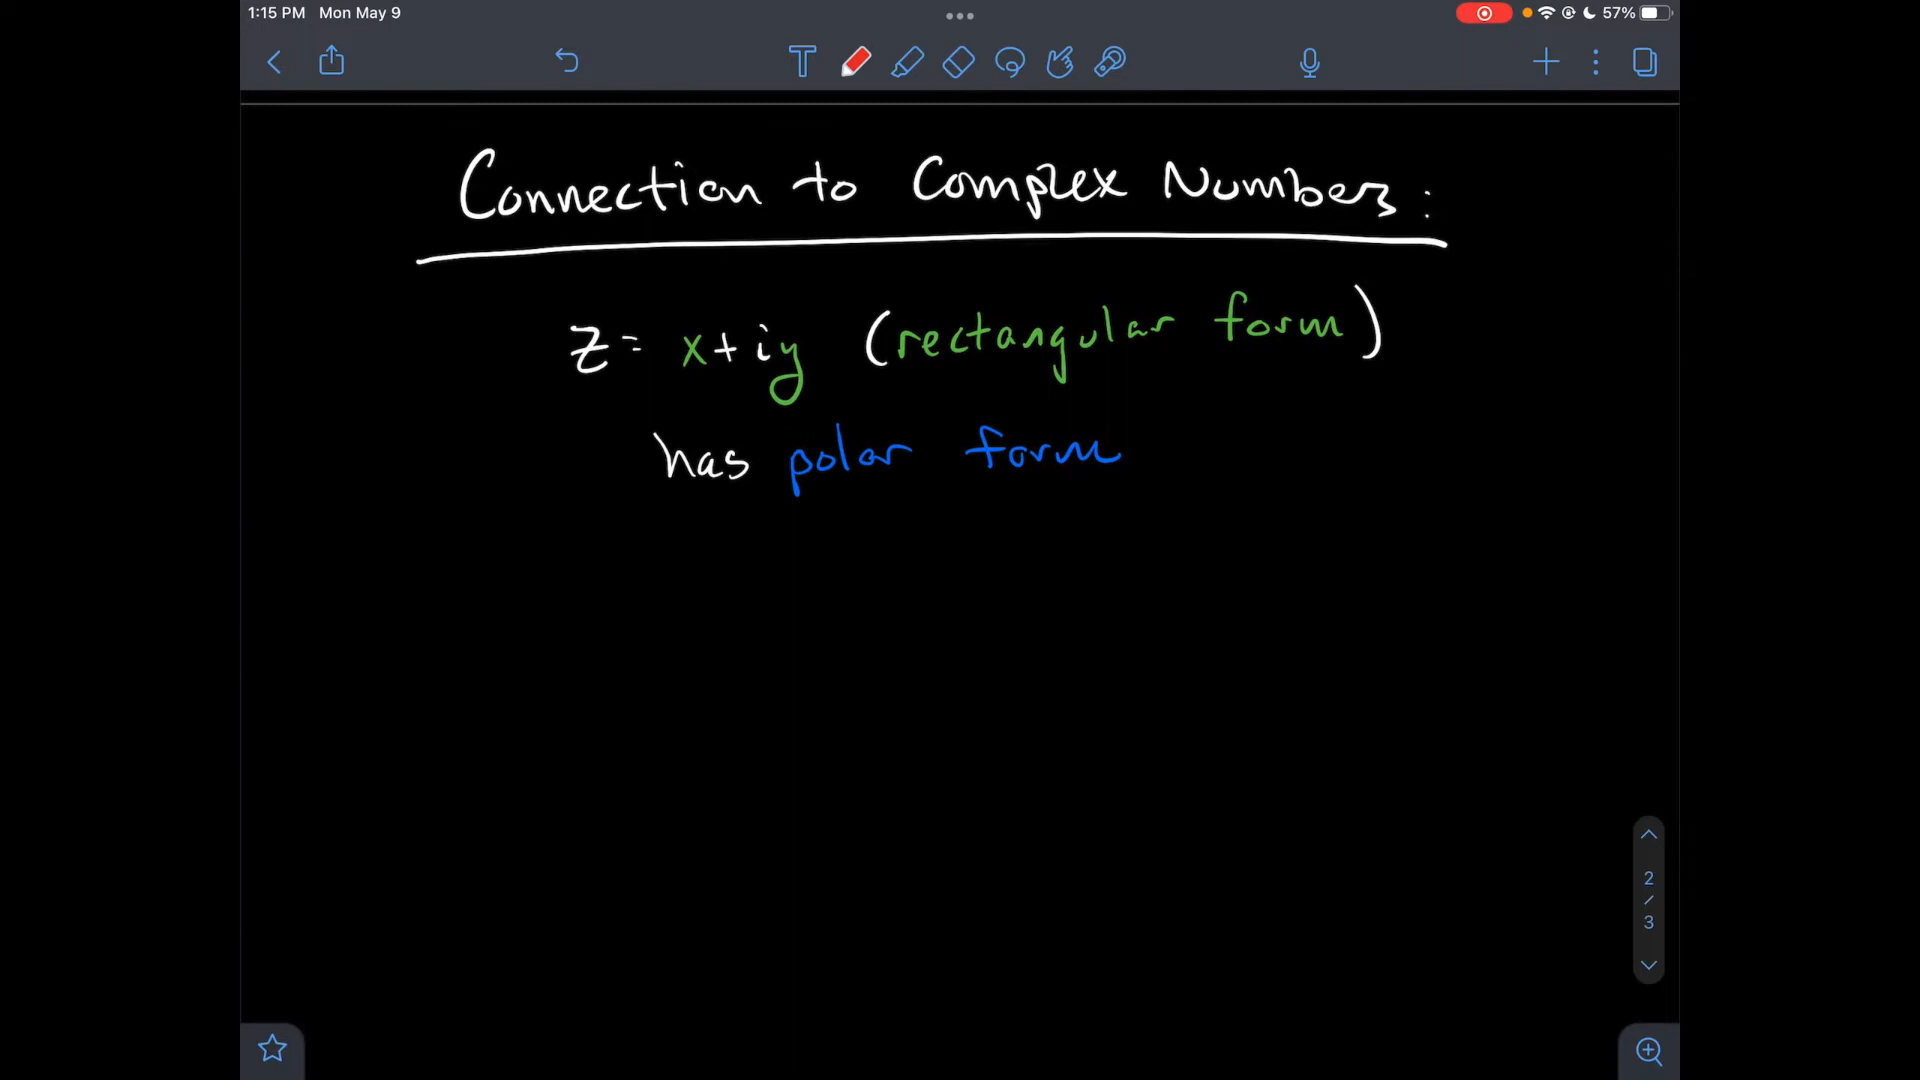 1:15 PM Mon May 9
57%
Connection to Complex Numbers:
z = x + iy (rectangular form)
has polar form
2
/
3